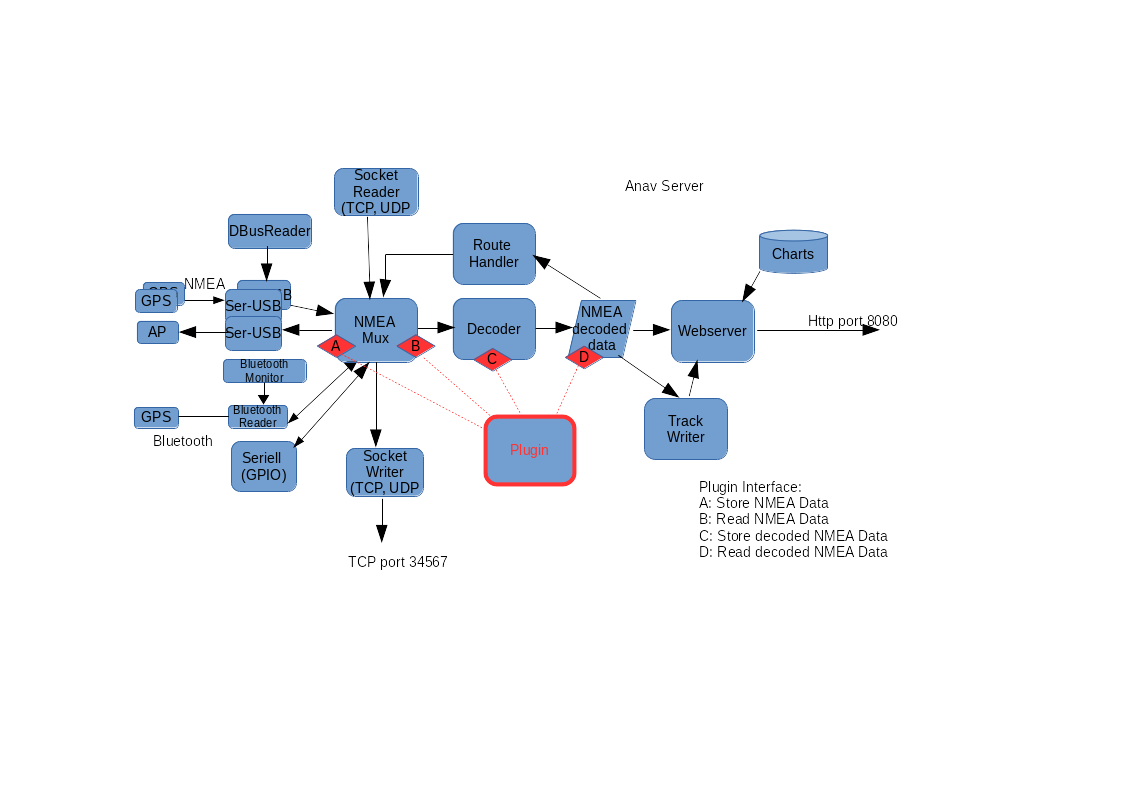 Socket
Reader
(TCP, UDP
Anav Server
DBusReader
Route
Handler
Charts
NMEA
GPS
GPS
B
Ser-USB
AP
Ser-USB
NMEA
Mux
Decoder
NMEA
decoded
data
Webserver
Http port 8080
A
B
C
D
Bluetooth
Monitor
GPS
Bluetooth
Reader
Bluetooth
Seriell
(GPIO)
Socket
Writer
(TCP, UDP
Plugin
Track
Writer
TCP port 34567
Plugin Interface:
A: Store NMEA Data
B: Read NMEA Data
C: Store decoded NMEA Data
D: Read decoded NMEA Data